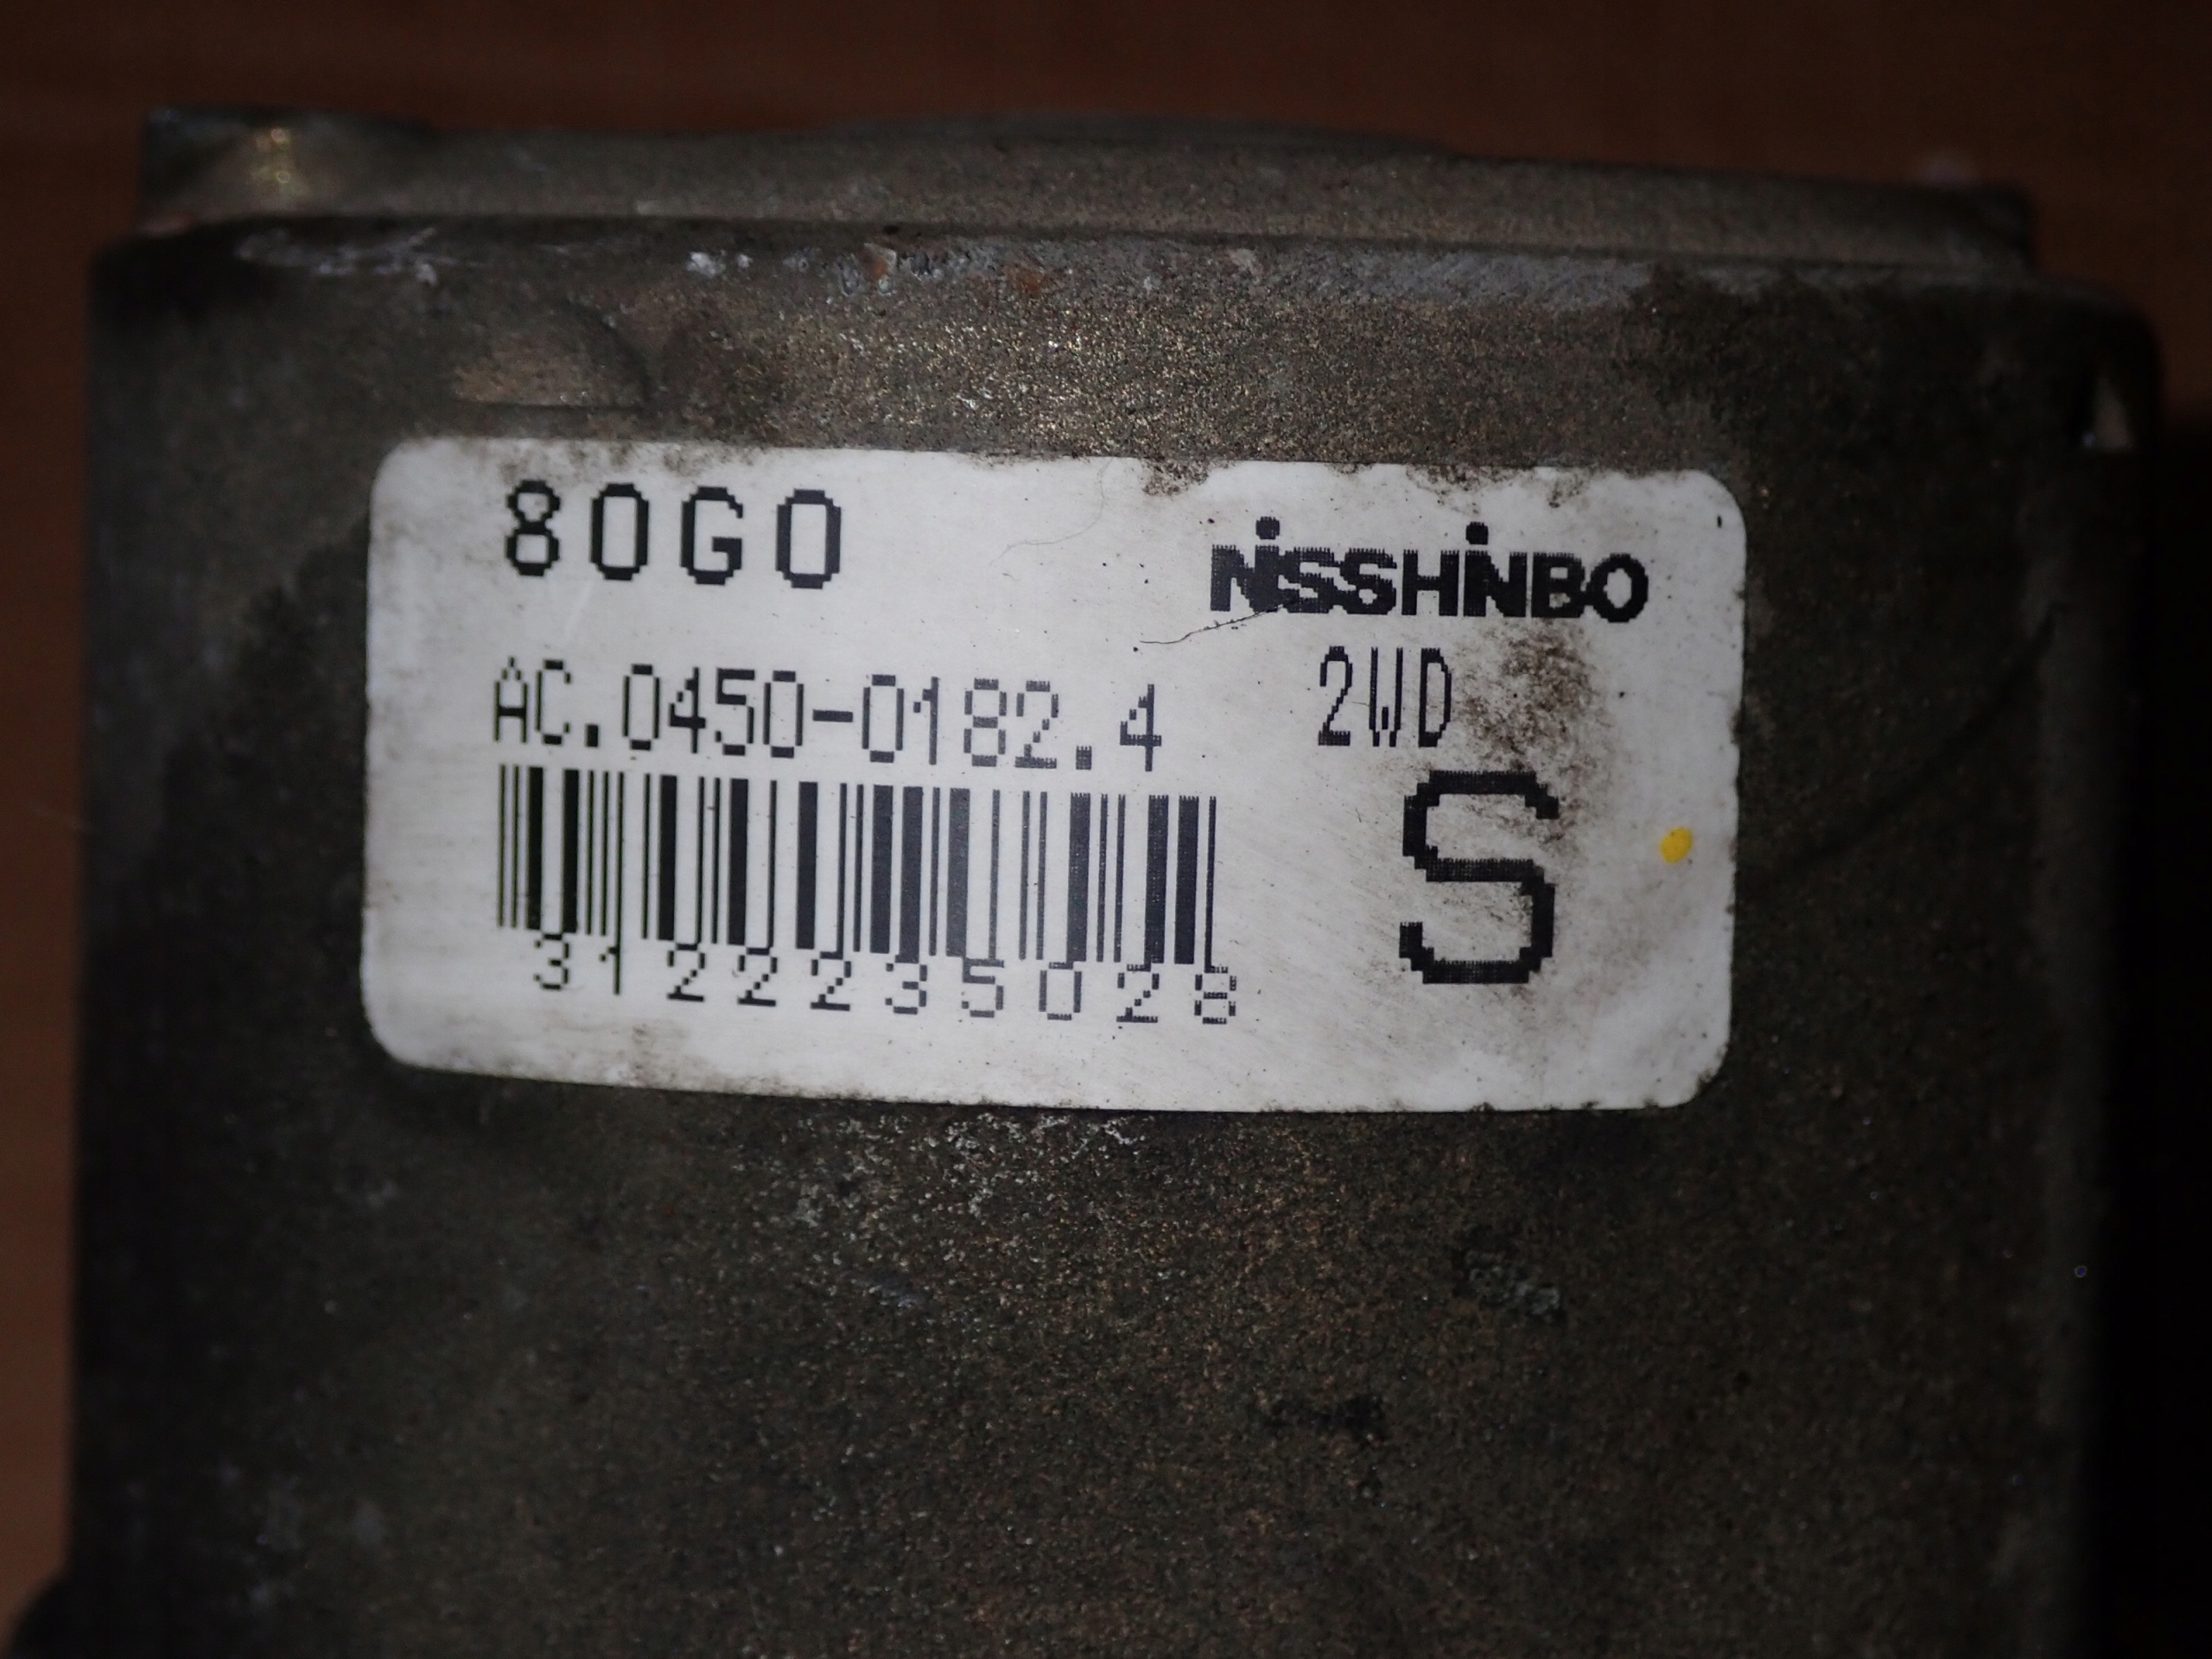 80G0
NiSSHiNBO
AC.0450-0182.4
2WD
S
3122235028